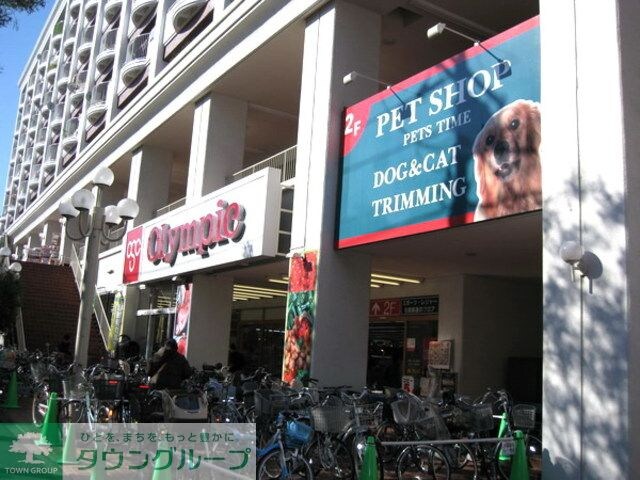 2F
PET SHOP
PETS TIME
DOG&CAT
TRIMMING
Olympic
2F
ひとを、まちを、もっと豊かに
タウングループ
TOWN GROUP